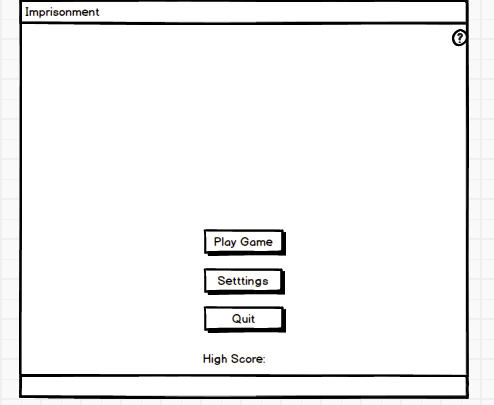 Imprisonment
?
Play Game
Setttings
Quit
High Score: